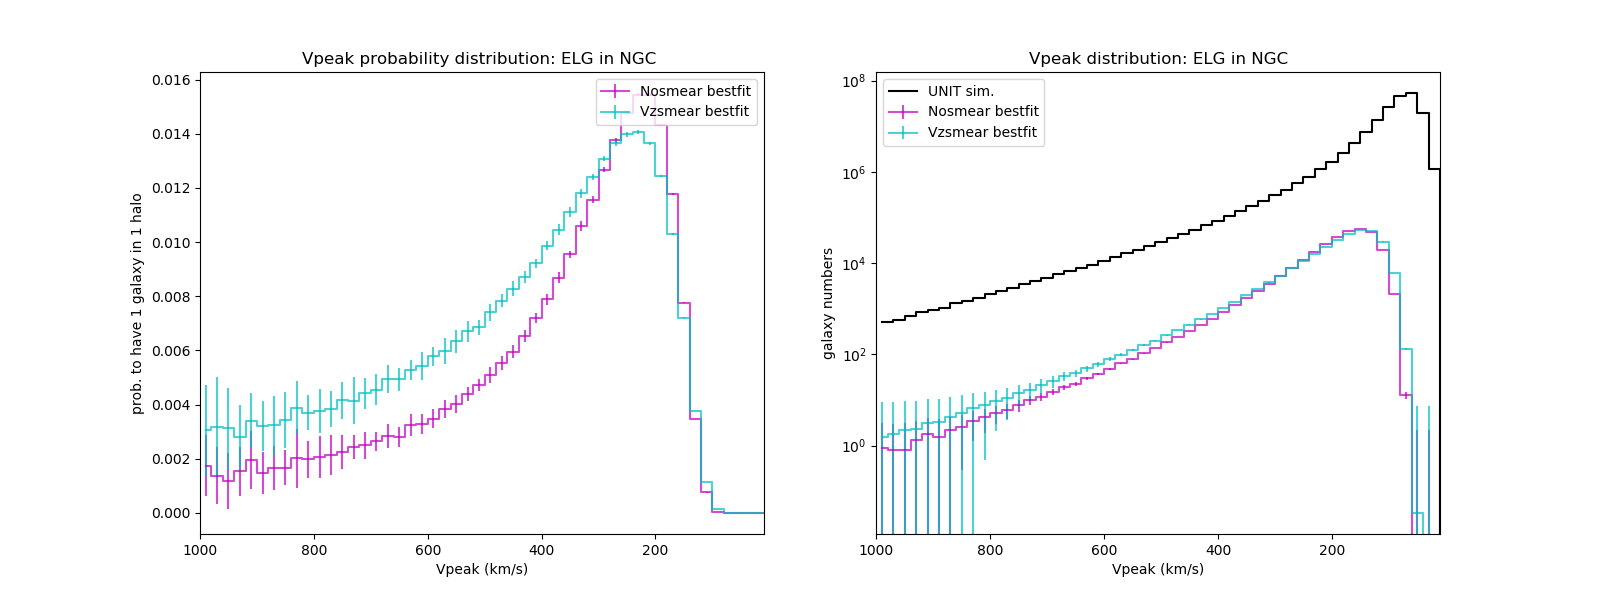 Vpeak probability distribution: ELG in NGC
Nosmear bestfit
Vzsmear bestfit
0.016
0.014
0.012
0.010
0.008
0.006
0.004
0.002
0.000
prob. to have 1 galaxy in 1 halo
1000
800
600
400
200
Vpeak (km/s)
Vpeak distribution: ELG in NGC
UNIT sim.
Nosmear bestfit
Vzsmear bestfit
10^8
10^6
10^4
10^2
10^0
galaxy numbers
1000
800
600
400
200
Vpeak (km/s)